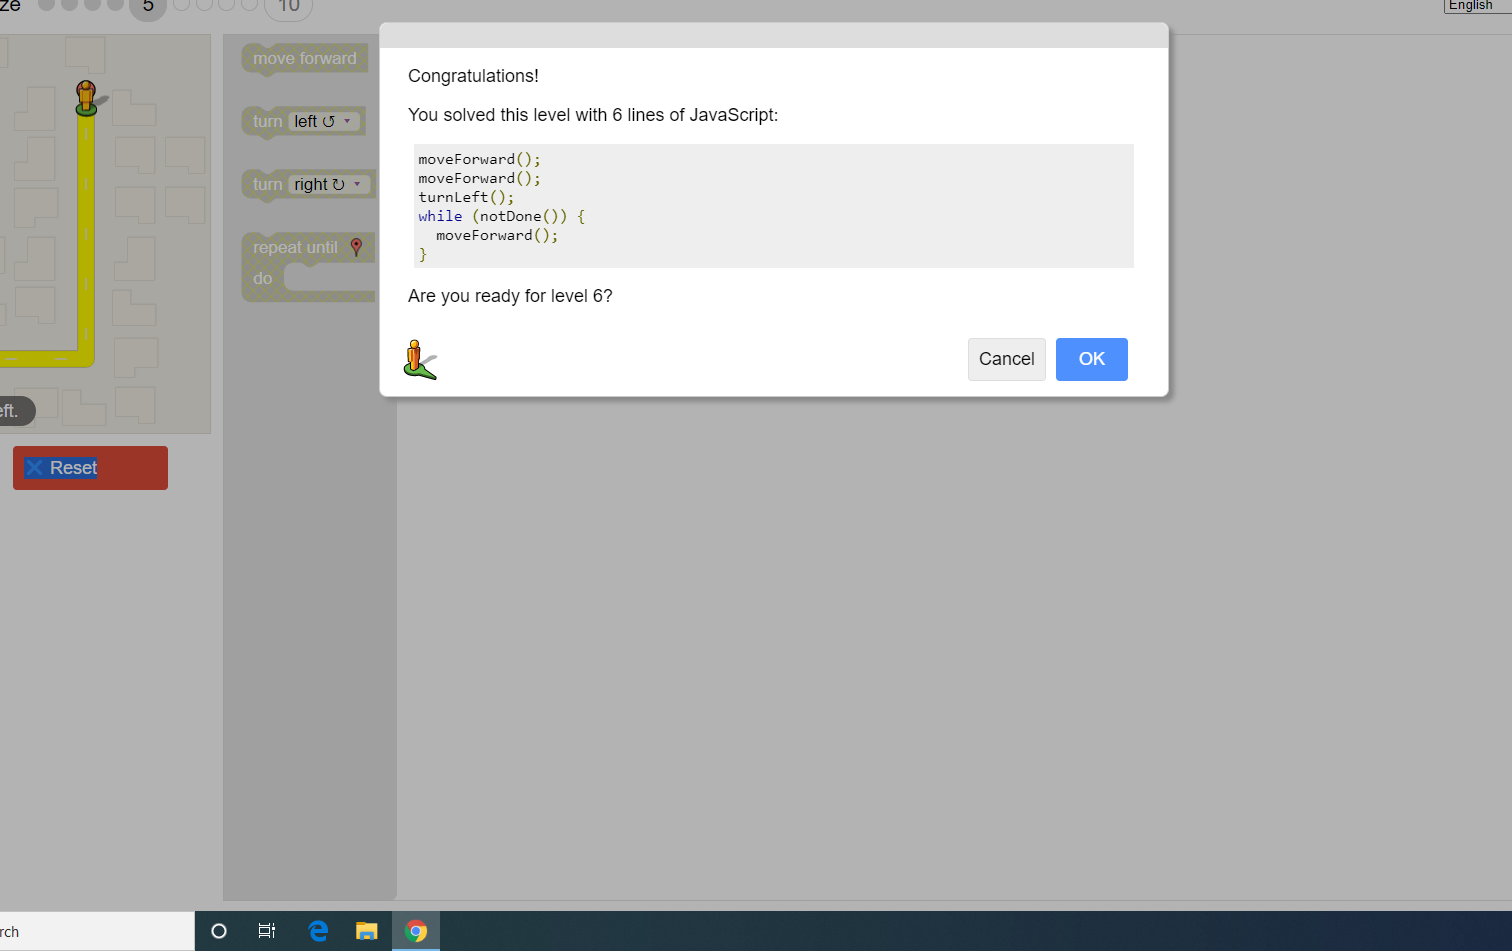 ze 5 10
English
move forward
turn left ↺ ▾
turn right ↻ ▾
repeat until
do
eft.
Reset
Congratulations!
You solved this level with 6 lines of JavaScript:
moveForward();
moveForward();
turnLeft();
while (notDone()) {
  moveForward();
}
Are you ready for level 6?
Cancel OK
rch